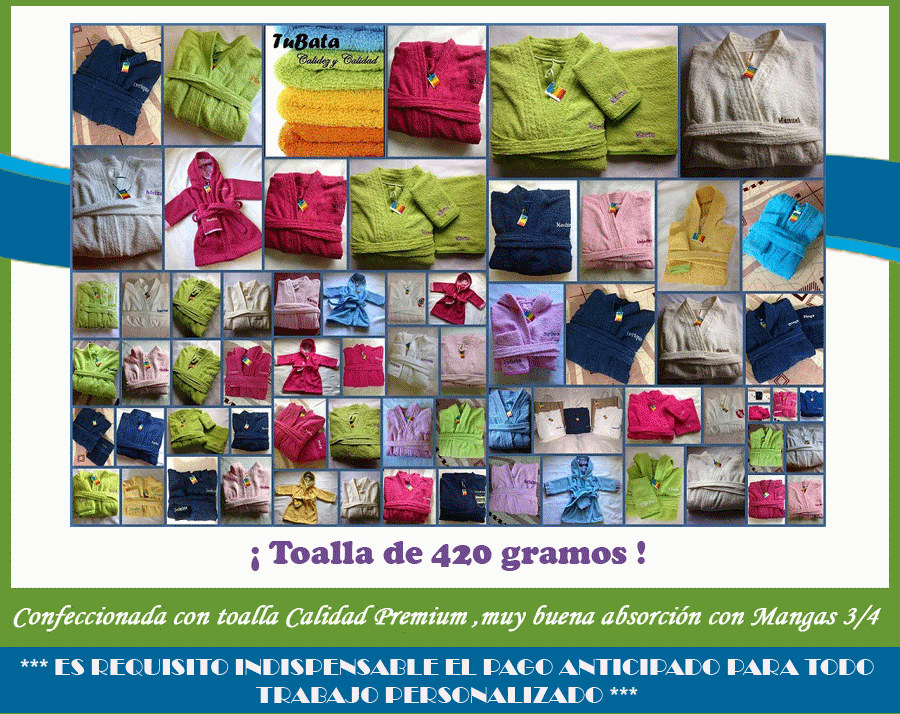 TuBata
Calidez y Calidad
Manuel
¡ Toalla de 420 gramos !
Confeccionada con toalla Calidad Premium ,muy buena absorción con Mangas 3/4
*** ES REQUISITO INDISPENSABLE EL PAGO ANTICIPADO PARA TODO
TRABAJO PERSONALIZADO ***